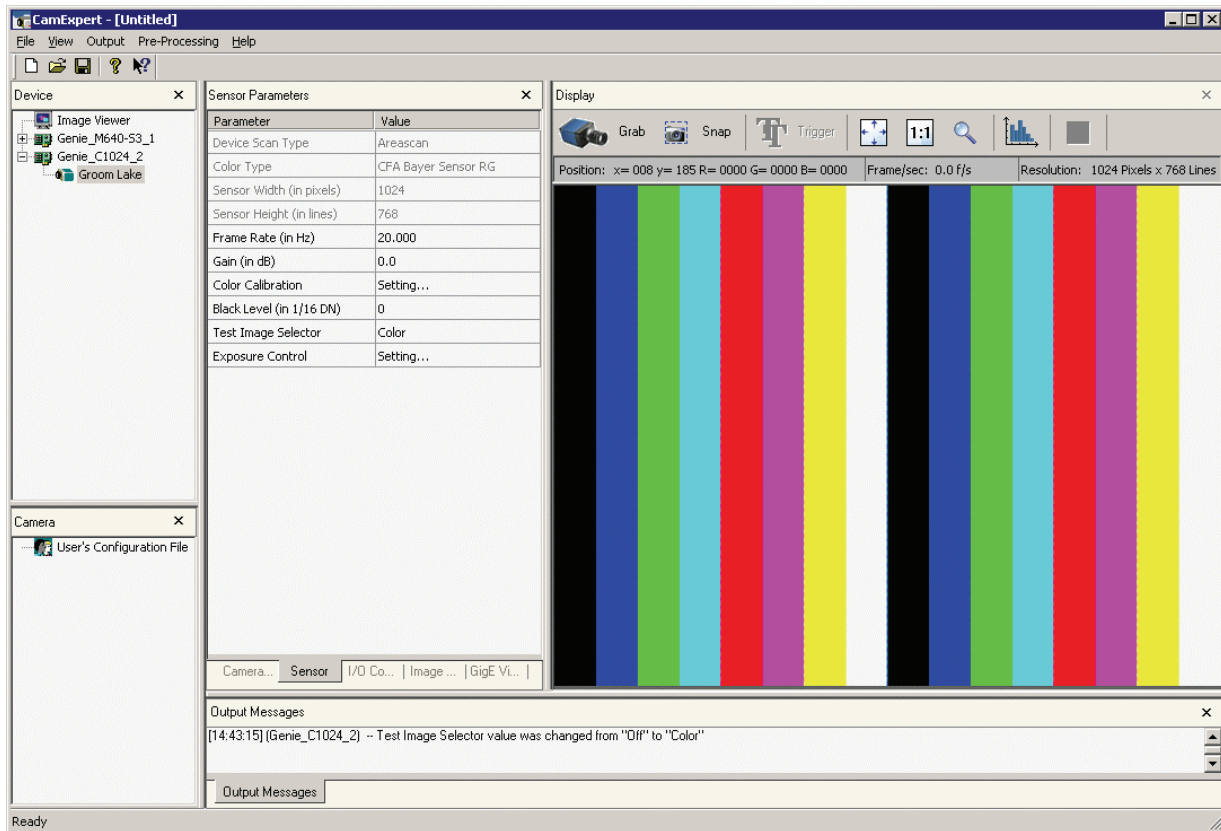 CamExpert - [Untitled]
File View Output Pre-Processing Help
Device
Image Viewer
Genie_M640-S3_1
Genie_C1024_2
Groom Lake
Camera
User's Configuration File
Sensor Parameters
Parameter Value
Device Scan Type Areascan
Color Type CFA Bayer Sensor RG
Sensor Width (in pixels) 1024
Sensor Height (in lines) 768
Frame Rate (in Hz) 20.000
Gain (in dB) 0.0
Color Calibration Setting...
Black Level (in 1/16 DN) 0
Test Image Selector Color
Exposure Control Setting...
Camera... Sensor I/O Co... Image ... GigE Vi...
Display
Grab Snap Trigger 1:1
Position: x= 008 y= 185 R= 0000 G= 0000 B= 0000 Frame/sec: 0.0 f/s Resolution: 1024 Pixels x 768 Lines
Output Messages
[14:43:15] (Genie_C1024_2) -- Test Image Selector value was changed from "Off" to "Color"
Output Messages
Ready